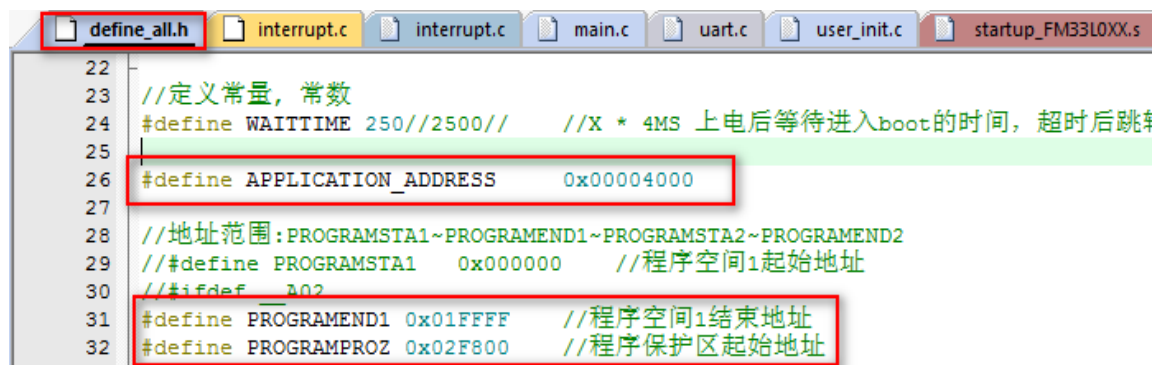 define_all.h interrupt.c interrupt.c main.c uart.c user_init.c startup_FM33L0XX.s
22
23 //定义常量, 常数
24 #define WAITTIME 250//2500// //X * 4MS 上电后等待进入boot的时间, 超时后跳
25
26 #define APPLICATION_ADDRESS 0x00004000
27
28 //地址范围:PROGRAMSTA1~PROGRAMEND1~PROGRAMSTA2~PROGRAMEND2
29 //#define PROGRAMSTA1 0x000000 //程序空间1起始地址
30 //#ifdef __A02
31 #define PROGRAMEND1 0x01FFFF //程序空间1结束地址
32 #define PROGRAMPROZ 0x02F800 //程序保护区起始地址